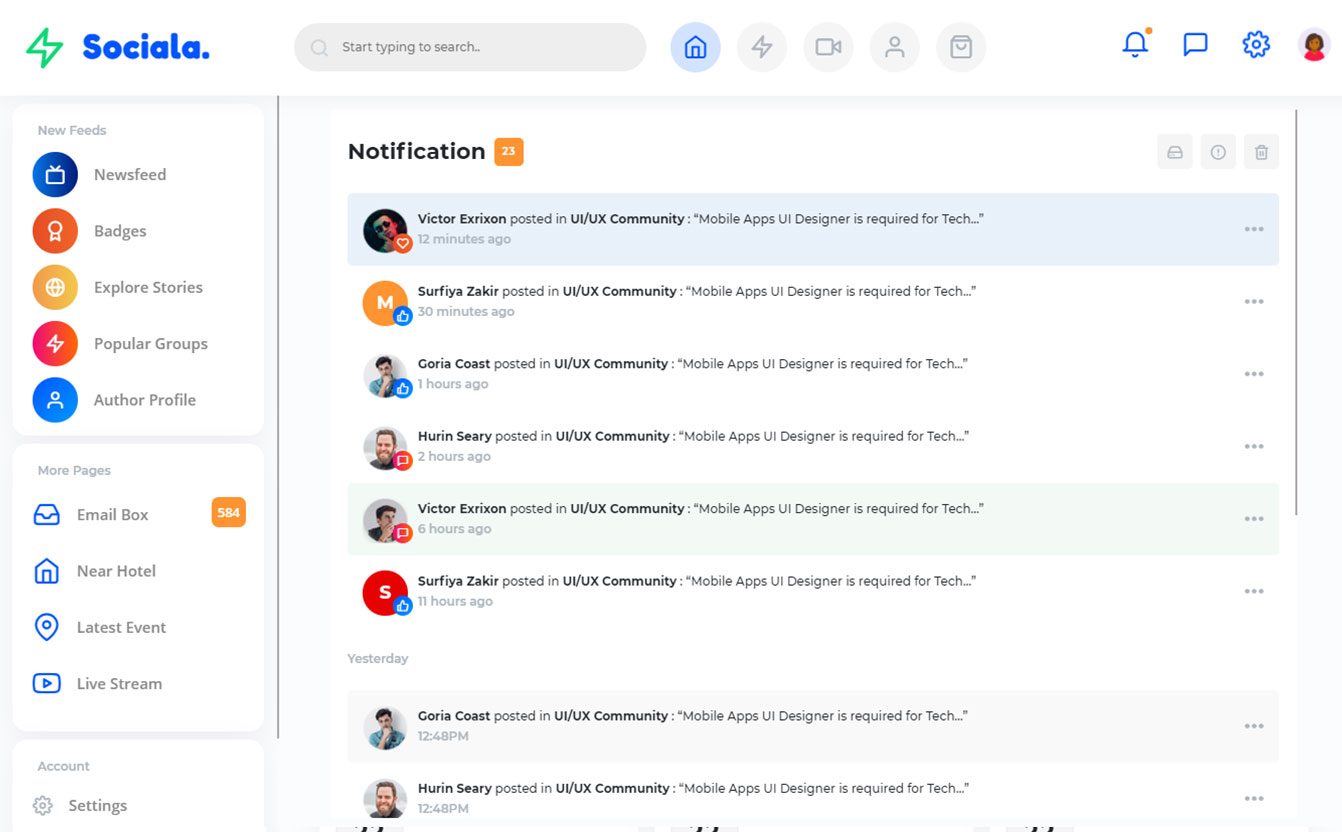 Sociala.
Start typing to search..
New Feeds
Newsfeed
Badges
Explore Stories
Popular Groups
Author Profile
More Pages
Email Box 584
Near Hotel
Latest Event
Live Stream
Account
Settings
Notification 23
Victor Exrixon posted in UI/UX Community : “Mobile Apps UI Designer is required for Tech…”
12 minutes ago
M
Surfiya Zakir posted in UI/UX Community : “Mobile Apps UI Designer is required for Tech…”
30 minutes ago
Goria Coast posted in UI/UX Community : “Mobile Apps UI Designer is required for Tech…”
1 hours ago
Hurin Seary posted in UI/UX Community : “Mobile Apps UI Designer is required for Tech…”
2 hours ago
Victor Exrixon posted in UI/UX Community : “Mobile Apps UI Designer is required for Tech…”
6 hours ago
S
Surfiya Zakir posted in UI/UX Community : “Mobile Apps UI Designer is required for Tech…”
11 hours ago
Yesterday
Goria Coast posted in UI/UX Community : “Mobile Apps UI Designer is required for Tech…”
12:48PM
Hurin Seary posted in UI/UX Community : “Mobile Apps UI Designer is required for Tech…”
12:48PM